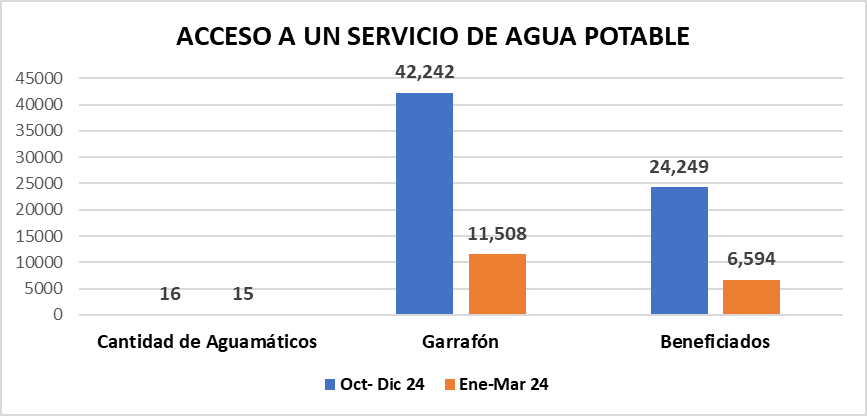 ACCESO A UN SERVICIO DE AGUA POTABLE
45000
40000
35000
30000
25000
20000
15000
10000
5000
0
16
15
42,242
11,508
24,249
6,594
Cantidad de Aguamáticos
Garrafón
Beneficiados
Oct- Dic 24
Ene-Mar 24